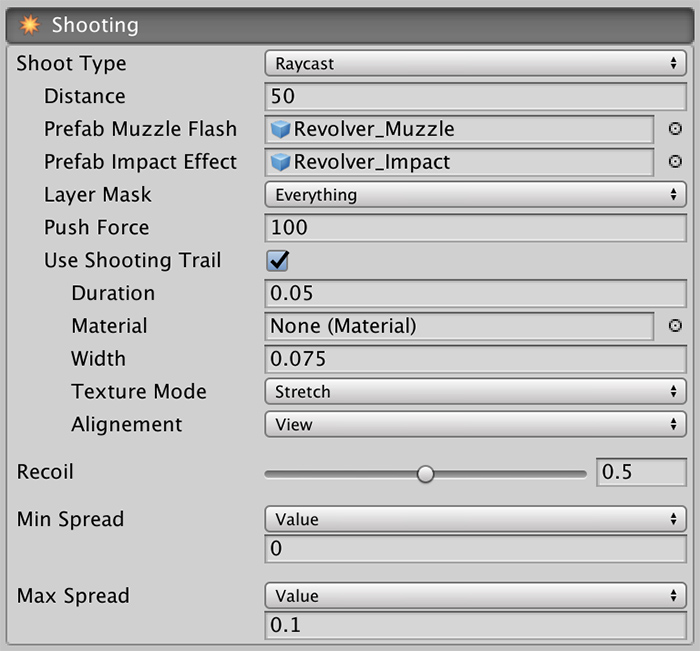 Shooting
Shoot Type Raycast
Distance 50
Prefab Muzzle Flash Revolver_Muzzle
Prefab Impact Effect Revolver_Impact
Layer Mask Everything
Push Force 100
Use Shooting Trail
Duration 0.05
Material None (Material)
Width 0.075
Texture Mode Stretch
Alignement View
Recoil 0.5
Min Spread Value
0
Max Spread Value
0.1